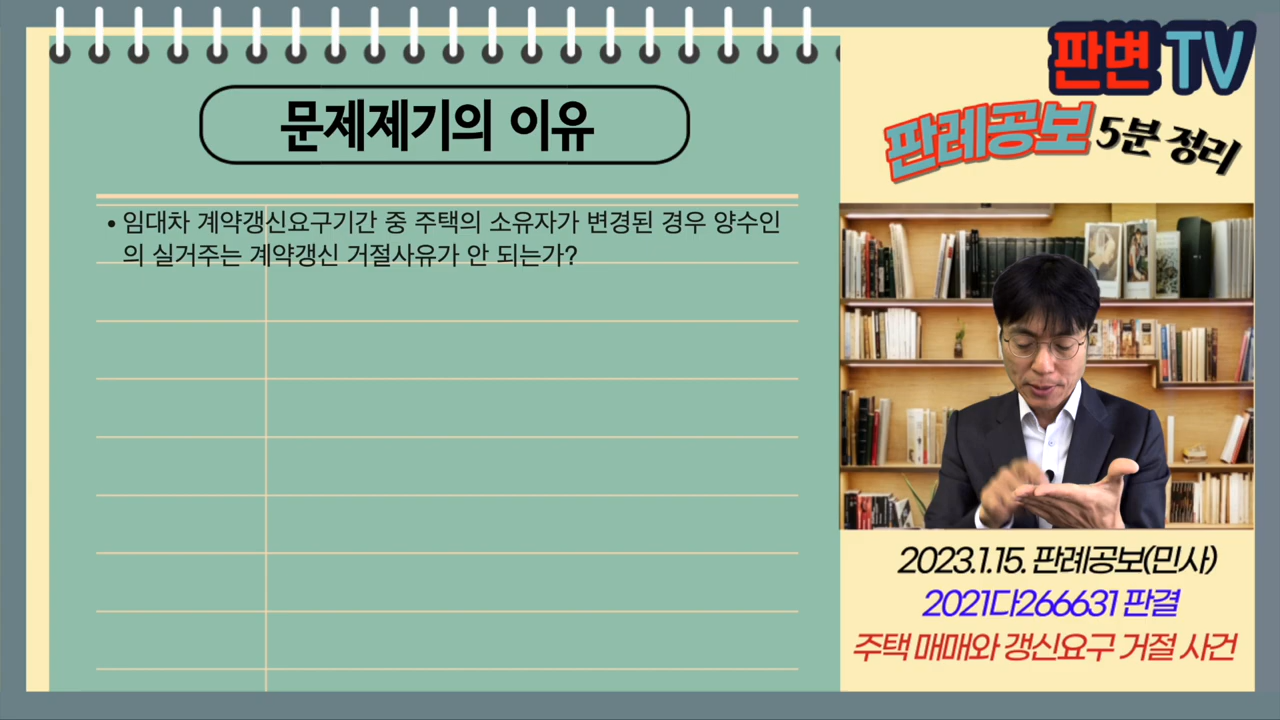 문제제기의 이유
• 임대차 계약갱신요구기간 중 주택의 소유자가 변경된 경우 양수인
의 실거주는 계약갱신 거절사유가 안 되는가?
판변 TV
판례공보 5분 정리
2023.1.15. 판례공보(민사)
2021다266631 판결
주택 매매와 갱신요구 거절 사건